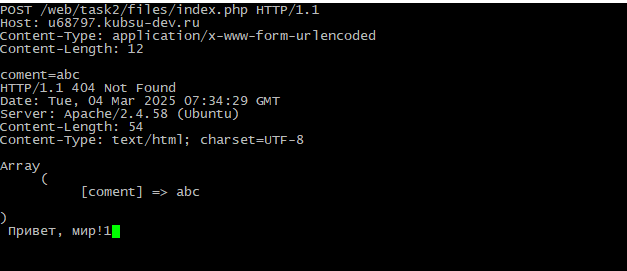 POST /web/task2/files/index.php HTTP/1.1
Host: u68797.kubsu-dev.ru
Content-Type: application/x-www-form-urlencoded
Content-Length: 12

coment=abc
HTTP/1.1 404 Not Found
Date: Tue, 04 Mar 2025 07:34:29 GMT
Server: Apache/2.4.58 (Ubuntu)
Content-Length: 54
Content-Type: text/html; charset=UTF-8

Array
(
[coment] => abc

)
Привет, мир!1